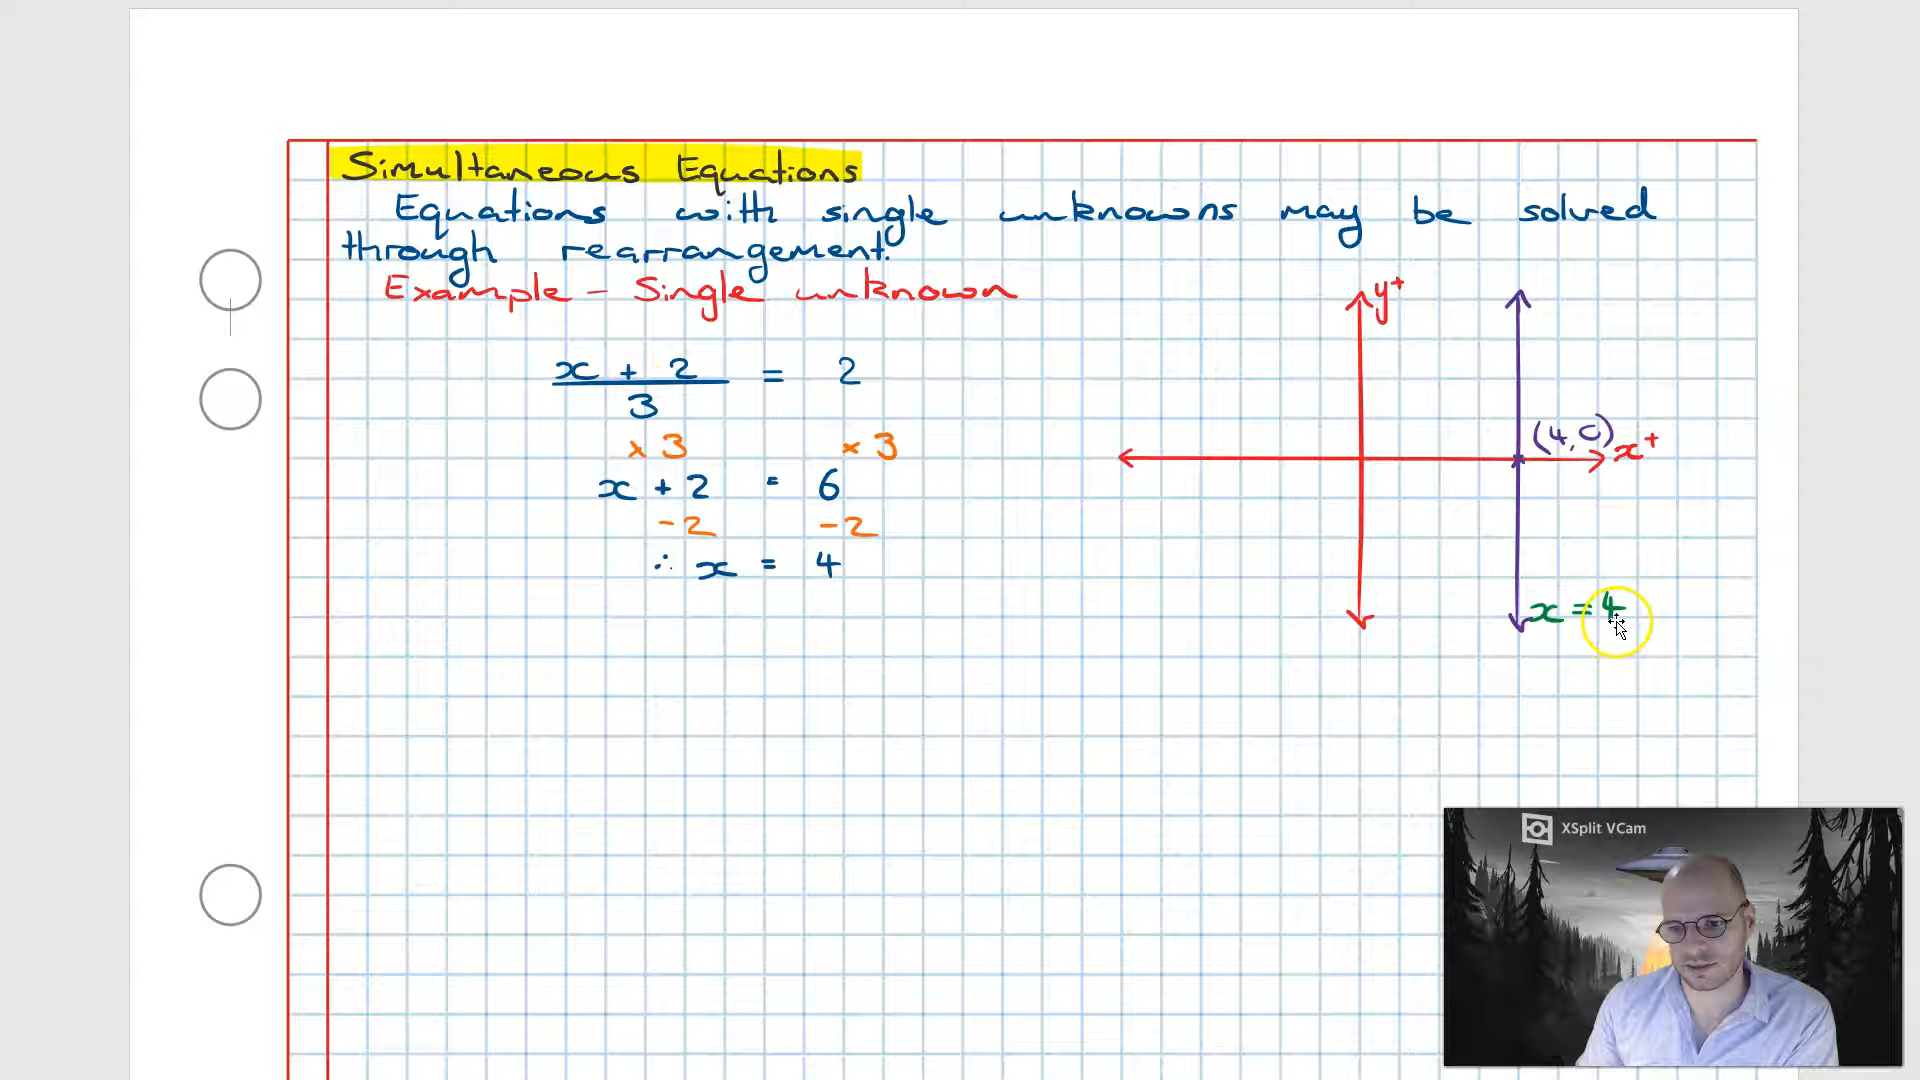 Simultaneous Equations
Equations with single unknowns may be solved
through rearrangement.
Example - Single unknown
x + 2 = 2
3
× 3 × 3
x + 2 = 6
- 2 - 2
∴ x = 4
y+
(4,0)
x+
x = 4
XSplit VCam